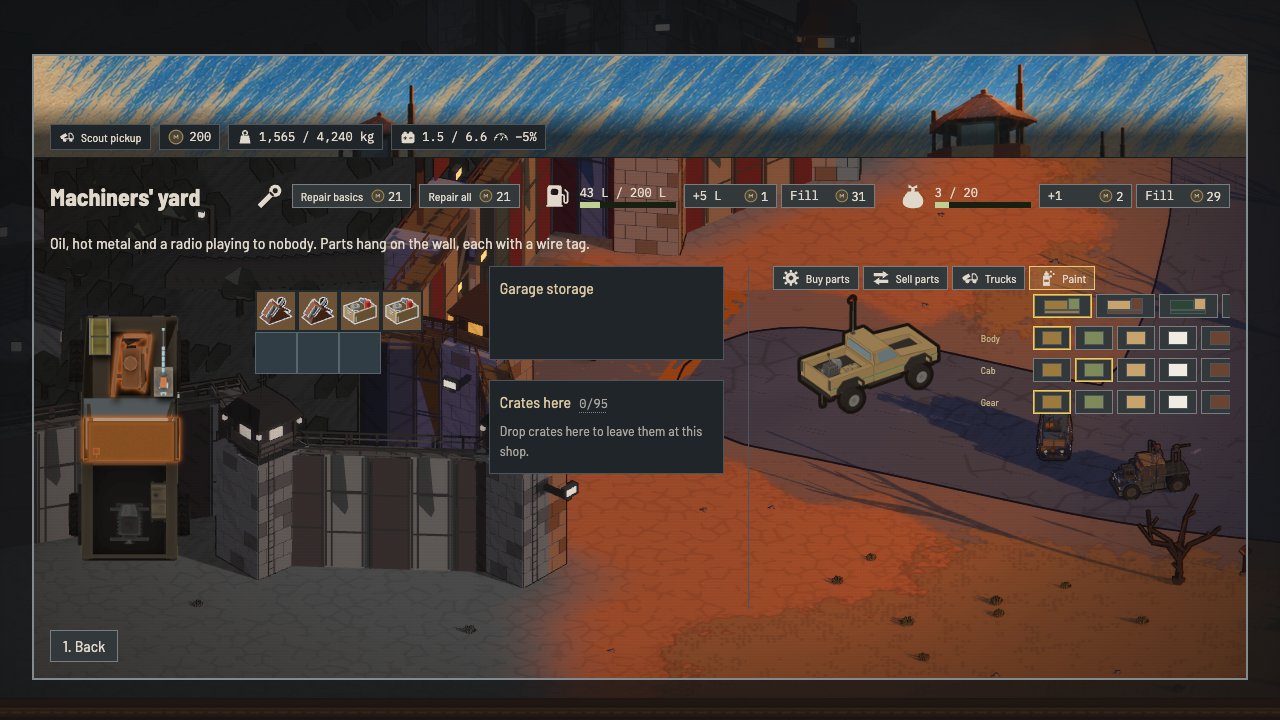 Scout pickup
200
1,565 / 4,240 kg
1.5 / 6.6
-5%
Machiners' yard
Repair basics 21
Repair all 21
43 L / 200 L
+5 L 1
Fill 31
3 / 20
+1 2
Fill 29
Oil, hot metal and a radio playing to nobody. Parts hang on the wall, each with a wire tag.
Garage storage
Buy parts
Sell parts
Trucks
Paint
Body
Cab
Gear
Crates here 0/95
Drop crates here to leave them at this
shop.
1. Back